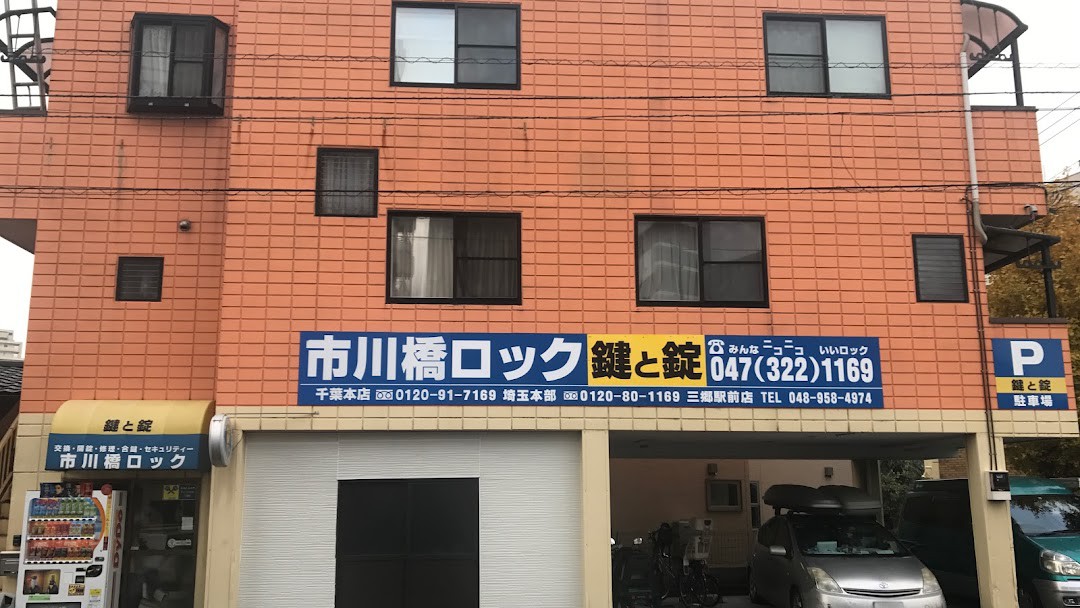 市川橋ロック
鍵と錠
みんな ニコニコ いいロック
047(322)1169
千葉本店 0120-91-7169 埼玉本部 0120-80-1169 三郷駅前店 TEL 048-958-4974
P
鍵と錠
駐車場
鍵と錠
交換・開錠・修理・合鍵・セキュリティー
市川橋ロック